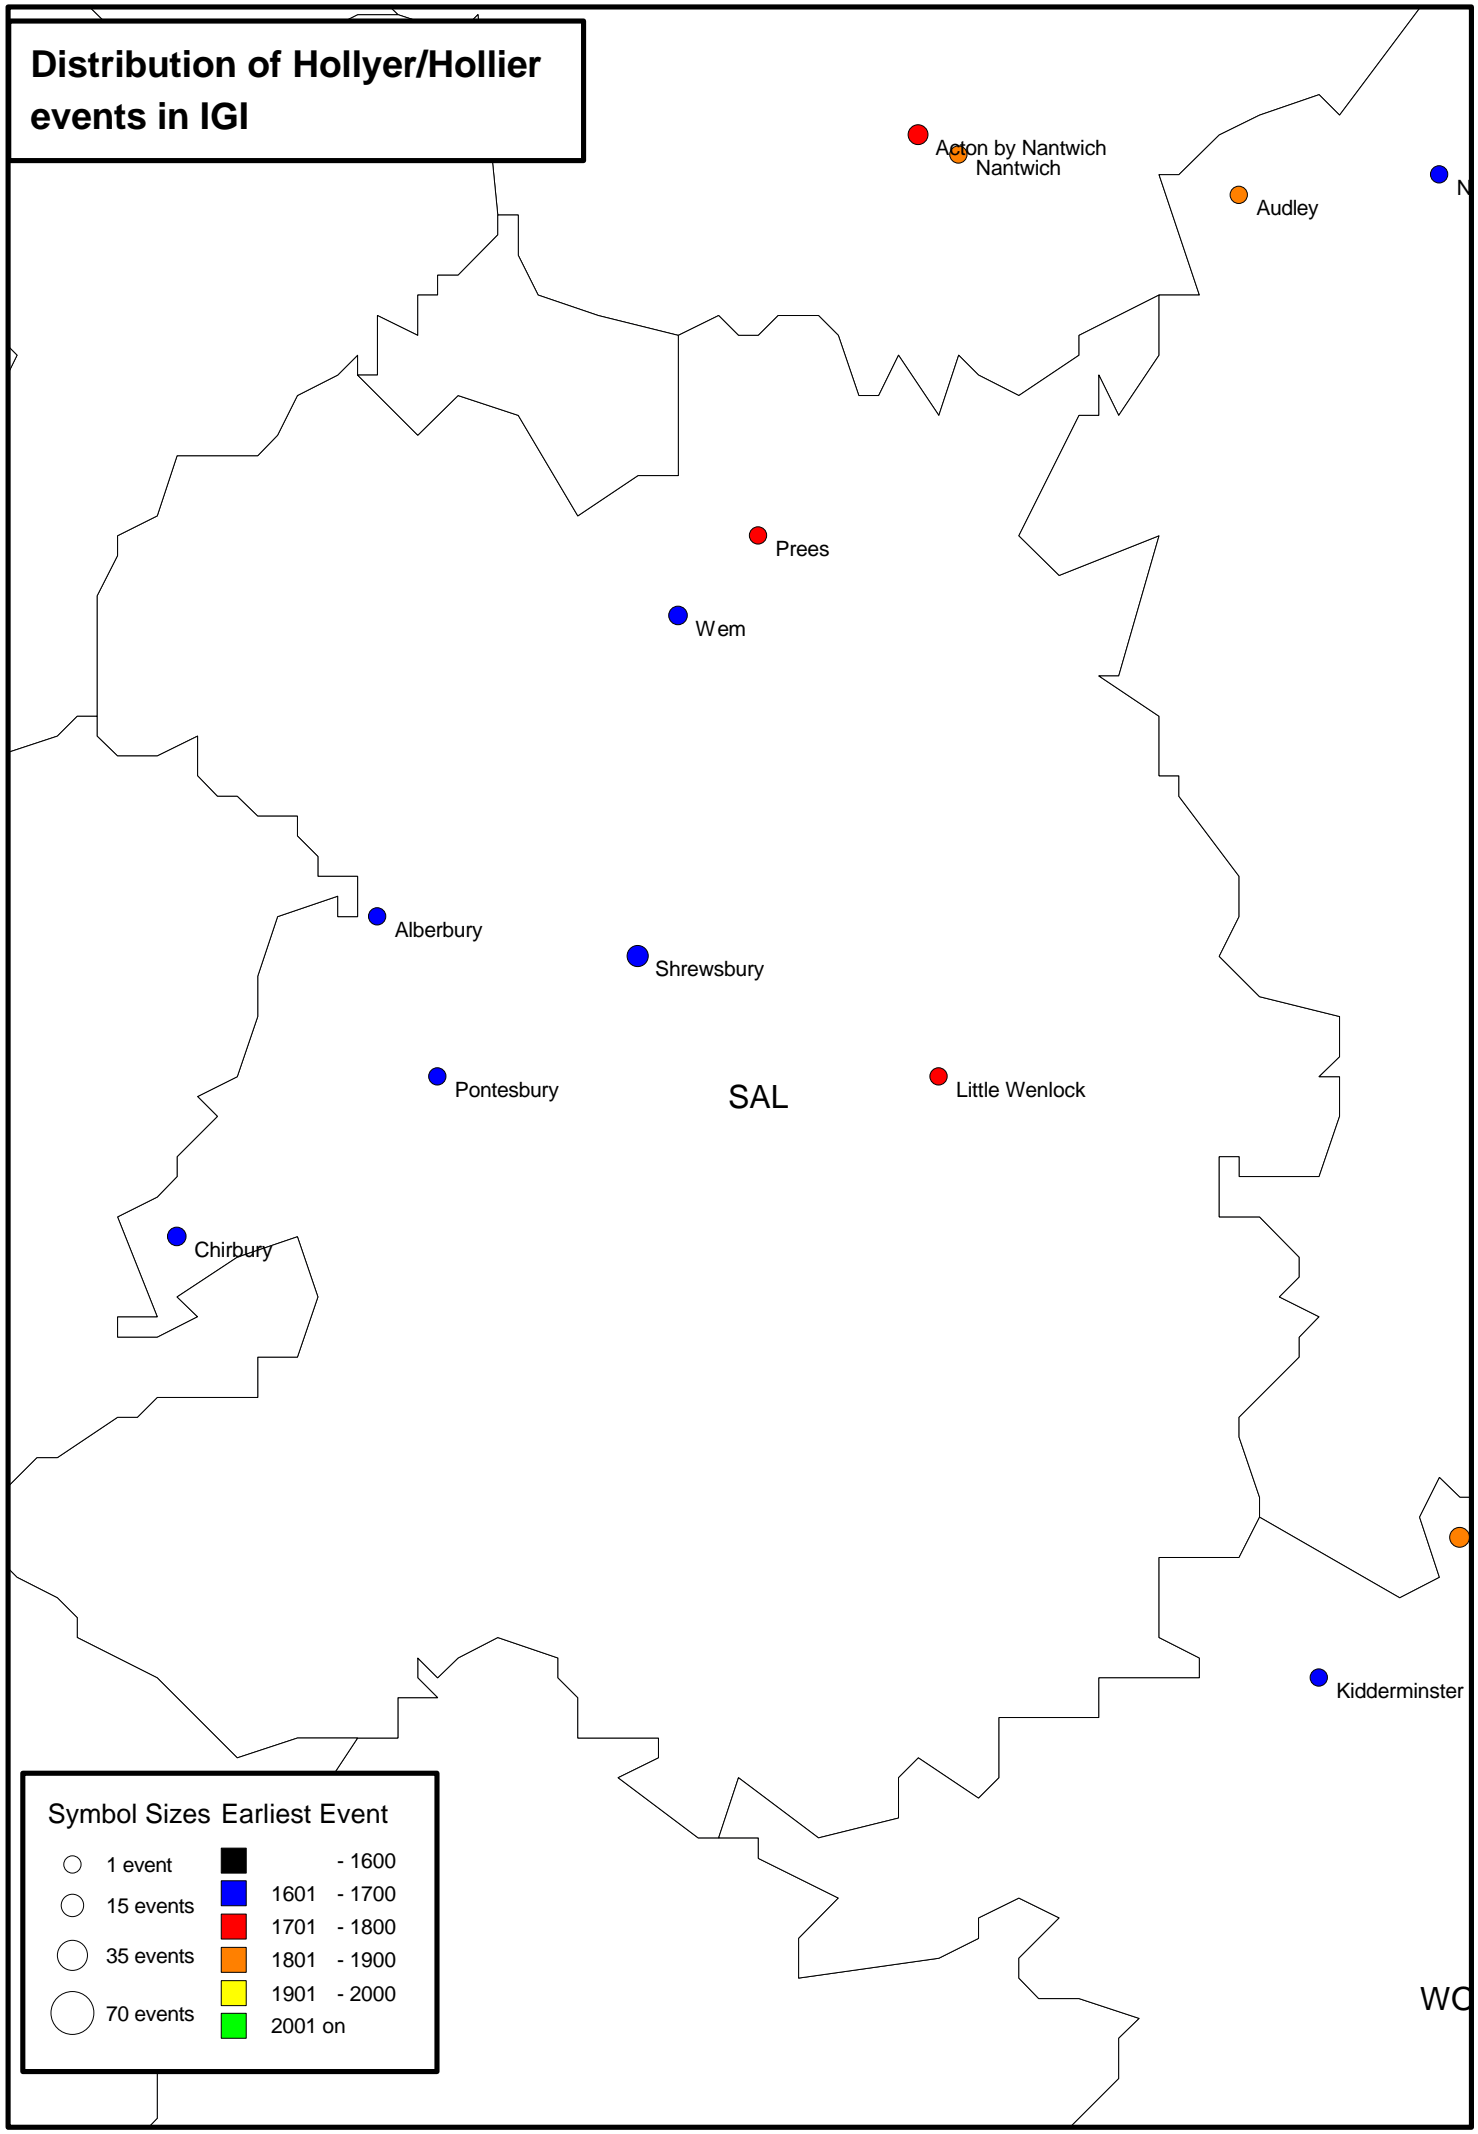 Distribution of Hollyer/Hollier
events in IGI
Acton by Nantwich
Nantwich
Audley
N
Prees
Wem
Alberbury
Shrewsbury
Pontesbury
SAL
Little Wenlock
Chirbury
Kidderminster
WO
Symbol Sizes Earliest Event
1 event - 1600
15 events 1601 - 1700
1701 - 1800
35 events 1801 - 1900
1901 - 2000
70 events 2001 on